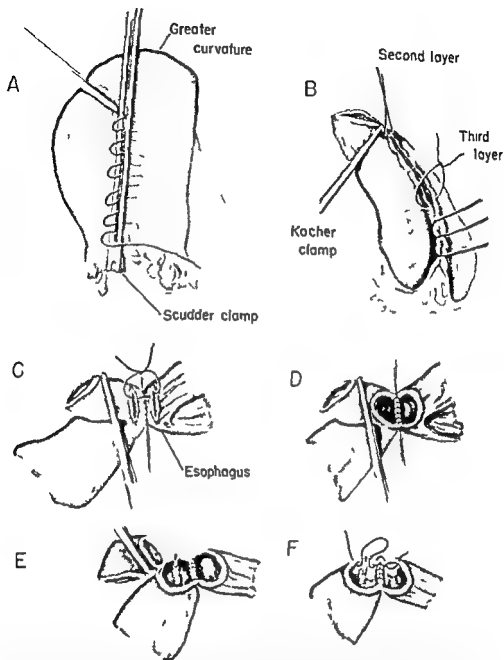 A
Greater
curvature
Scudder clamp
B
Second layer
Third
layer
Kocher
clamp
C
Esophagus
D
E
F